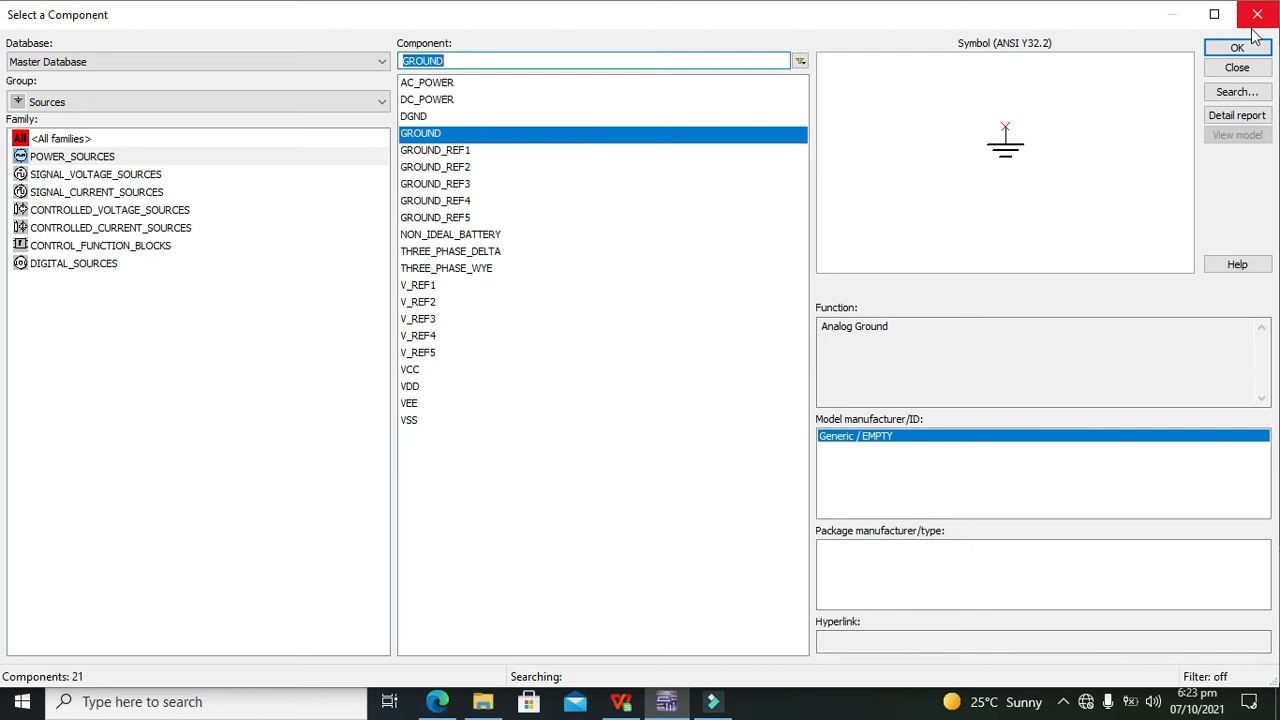 Select a Component
Database:
Master Database
Group:
Sources
Family:
All <All families>
POWER_SOURCES
SIGNAL_VOLTAGE_SOURCES
SIGNAL_CURRENT_SOURCES
CONTROLLED_VOLTAGE_SOURCES
CONTROLLED_CURRENT_SOURCES
CONTROL_FUNCTION_BLOCKS
DIGITAL_SOURCES
Component:
GROUND
AC_POWER
DC_POWER
DGND
GROUND
GROUND_REF1
GROUND_REF2
GROUND_REF3
GROUND_REF4
GROUND_REF5
NON_IDEAL_BATTERY
THREE_PHASE_DELTA
THREE_PHASE_WYE
V_REF1
V_REF2
V_REF3
V_REF4
V_REF5
VCC
VDD
VEE
VSS
Symbol (ANSI Y32.2)
OK
Close
Search...
Detail report
View model
Help
Function:
Analog Ground
Model manufacturer/ID:
Generic / EMPTY
Package manufacturer/type:
Hyperlink:
Components: 21
Searching:
Filter: off
Type here to search
25°C Sunny
6:23 pm
07/10/2021